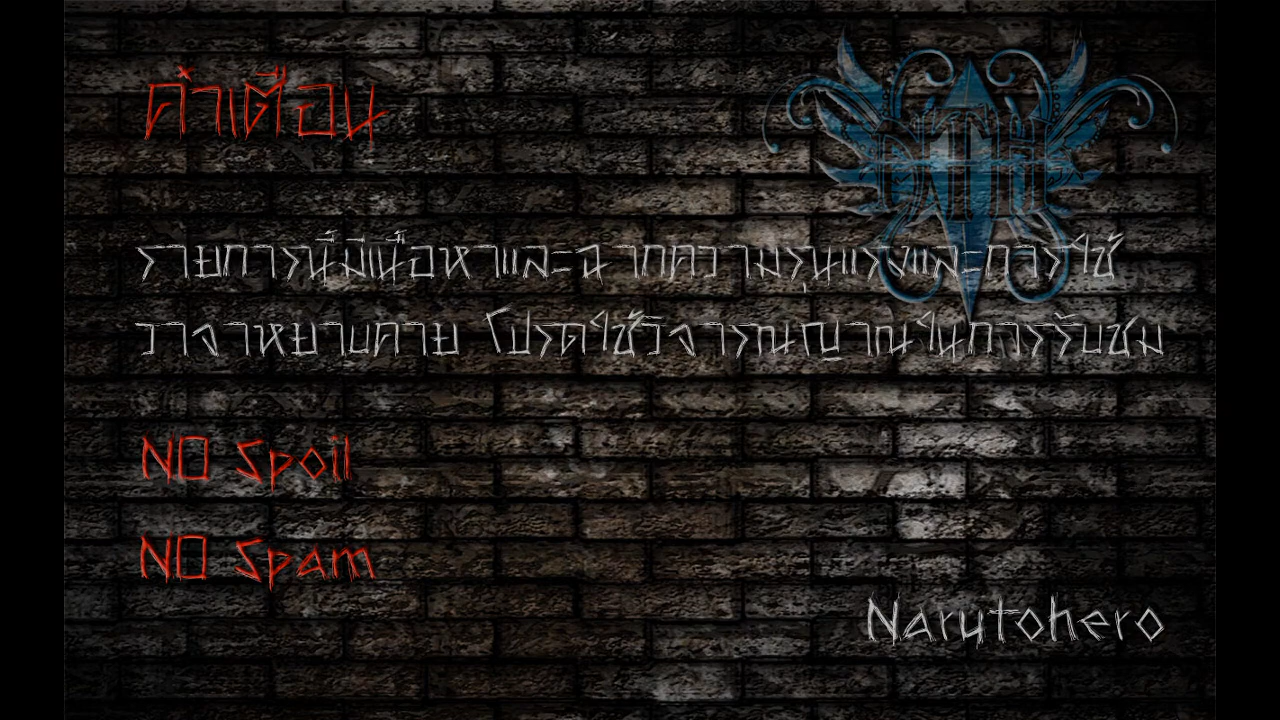 คำเตือน
รายการนี้มีเนื้อหาและฉากความรุนแรงและการใช้
วาจาหยาบคาย โปรดใช้วิจารณญาณในการรับชม
NO Spoil
NO Spam
Narutohero